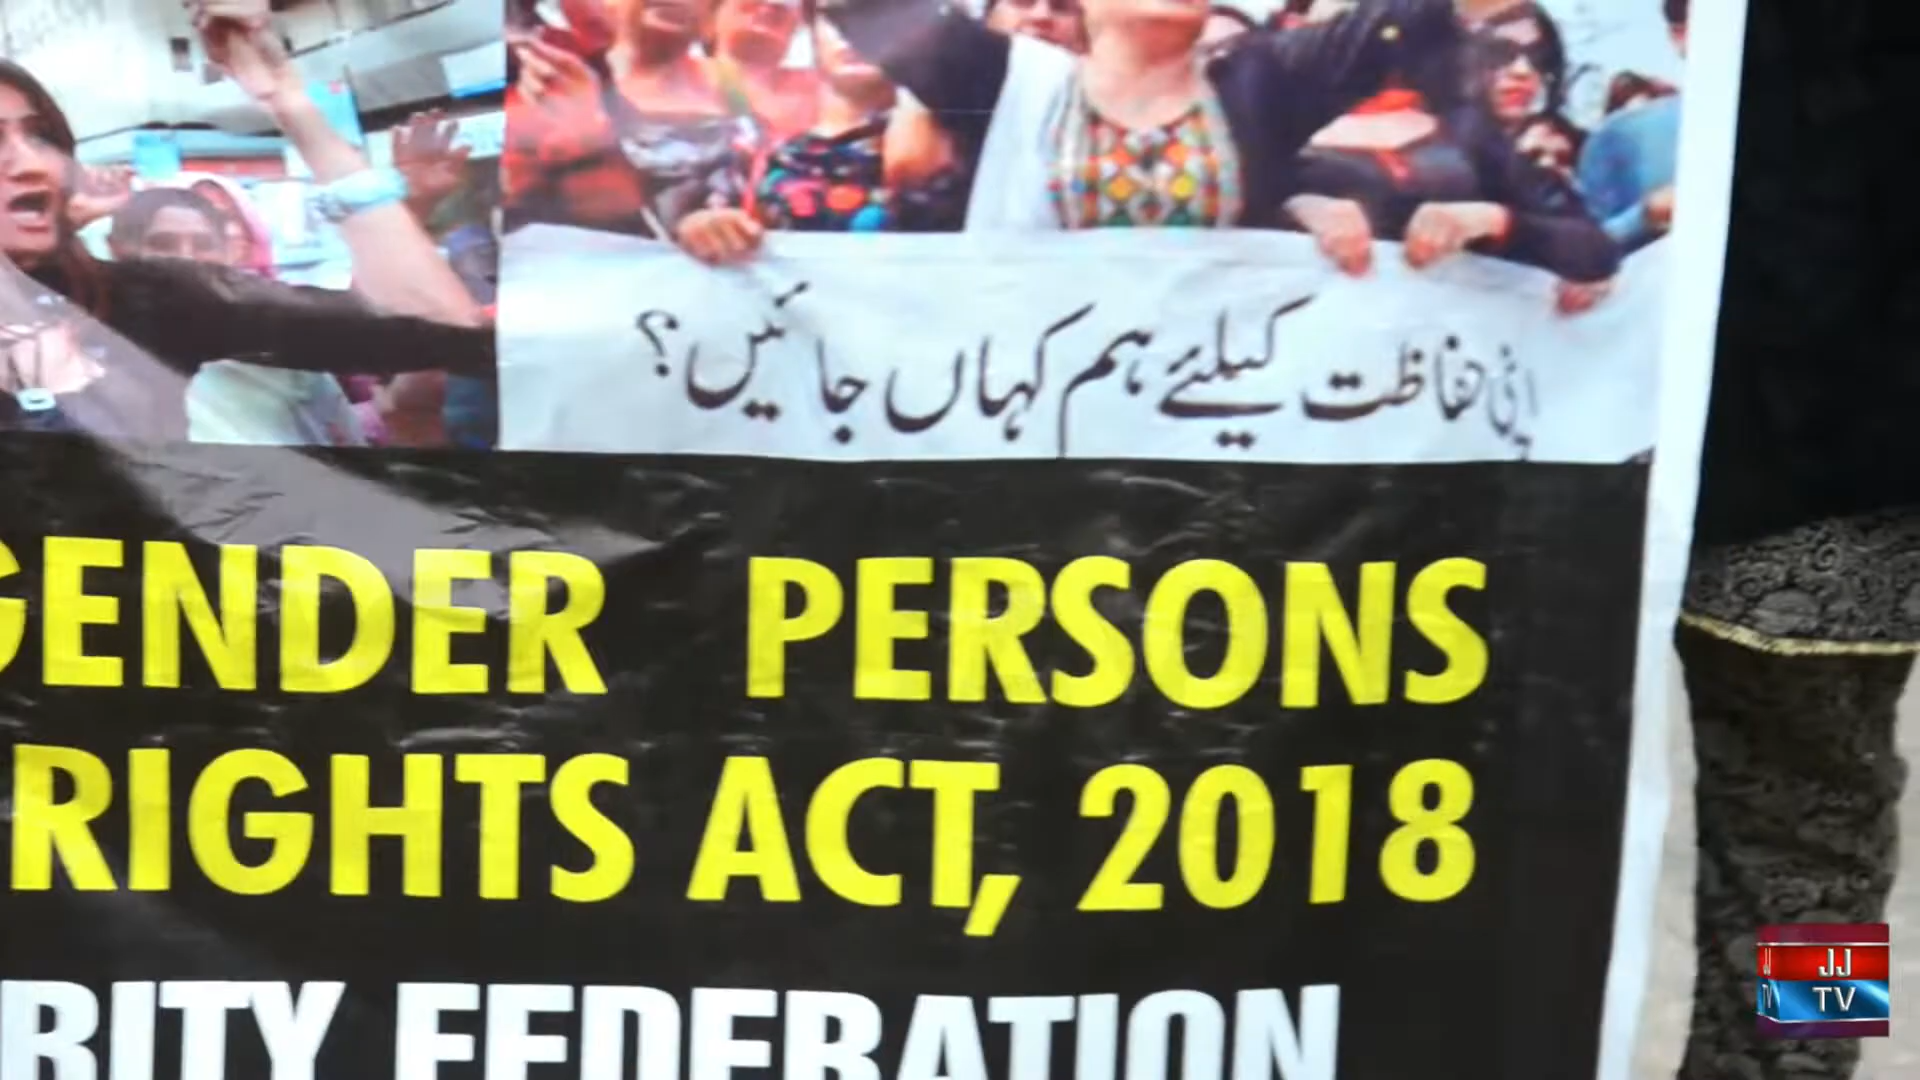 اپنی حفاظت کیلئے ہم کہاں جائیں؟
GENDER PERSONS
RIGHTS ACT, 2018
RITY FEDERATION
JJ
TV